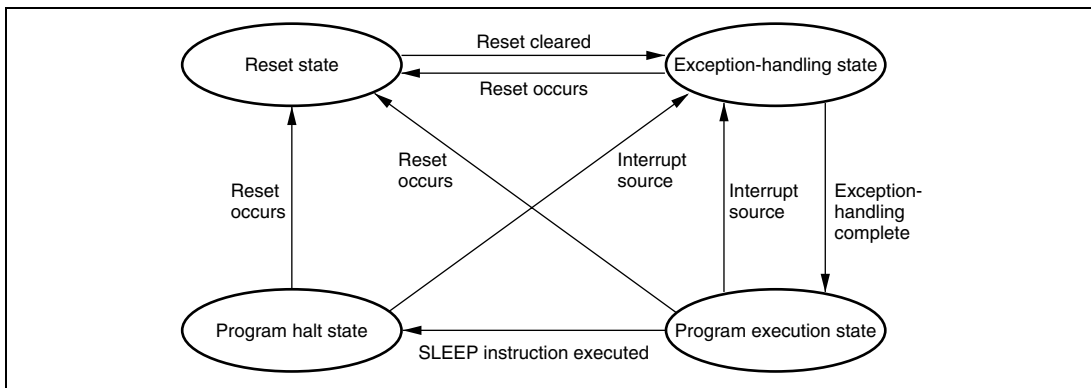 Reset cleared
Reset state
Exception-handling state
Reset occurs
Reset
occurs
Interrupt
source
Reset
occurs
Interrupt
source
Exception-
handling
complete
Program halt state
Program execution state
SLEEP instruction executed